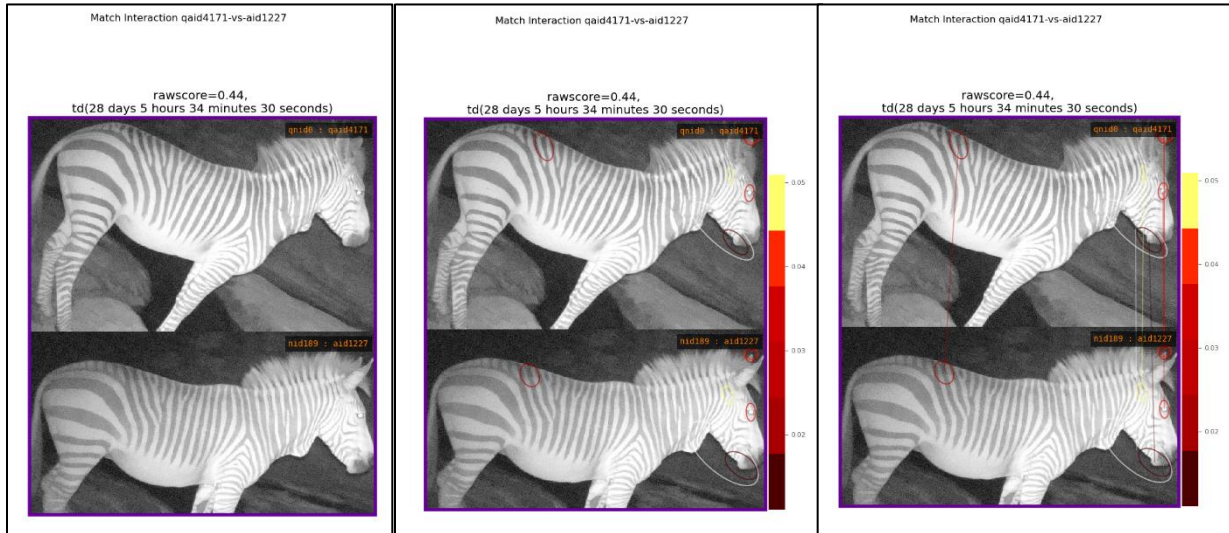 Match Interaction qaid4171-vs-aid1227
rawscore=0.44,
td(28 days 5 hours 34 minutes 30 seconds)
qnid0 : qaid4171
nid189 : aid1227
Match Interaction qaid4171-vs-aid1227
rawscore=0.44,
td(28 days 5 hours 34 minutes 30 seconds)
qnid0 : qaid4171
nid189 : aid1227
0.05
0.04
0.03
0.02
Match Interaction qaid4171-vs-aid1227
rawscore=0.44,
td(28 days 5 hours 34 minutes 30 seconds)
qnid0 : qaid4171
nid189 : aid1227
0.05
0.04
0.03
0.02